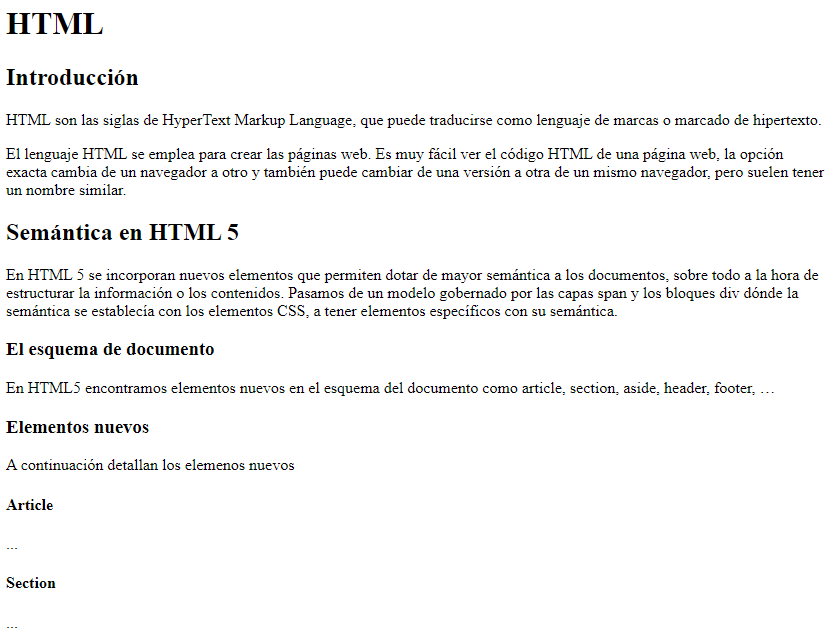 HTML
Introducción
HTML son las siglas de HyperText Markup Language, que puede traducirse como lenguaje de marcas o marcado de hipertexto.
El lenguaje HTML se emplea para crear las páginas web. Es muy fácil ver el código HTML de una página web, la opción
exacta cambia de un navegador a otro y también puede cambiar de una versión a otra de un mismo navegador, pero suelen tener
un nombre similar.
Semántica en HTML 5
En HTML 5 se incorporan nuevos elementos que permiten dotar de mayor semántica a los documentos, sobre todo a la hora de
estructurar la información o los contenidos. Pasamos de un modelo gobernado por las capas span y los bloques div dónde la
semántica se establecía con los elementos CSS, a tener elementos específicos con su semántica.
El esquema de documento
En HTML5 encontramos elementos nuevos en el esquema del documento como article, section, aside, header, footer, …
Elementos nuevos
A continuación detallan los elemenos nuevos
Article
...
Section
...